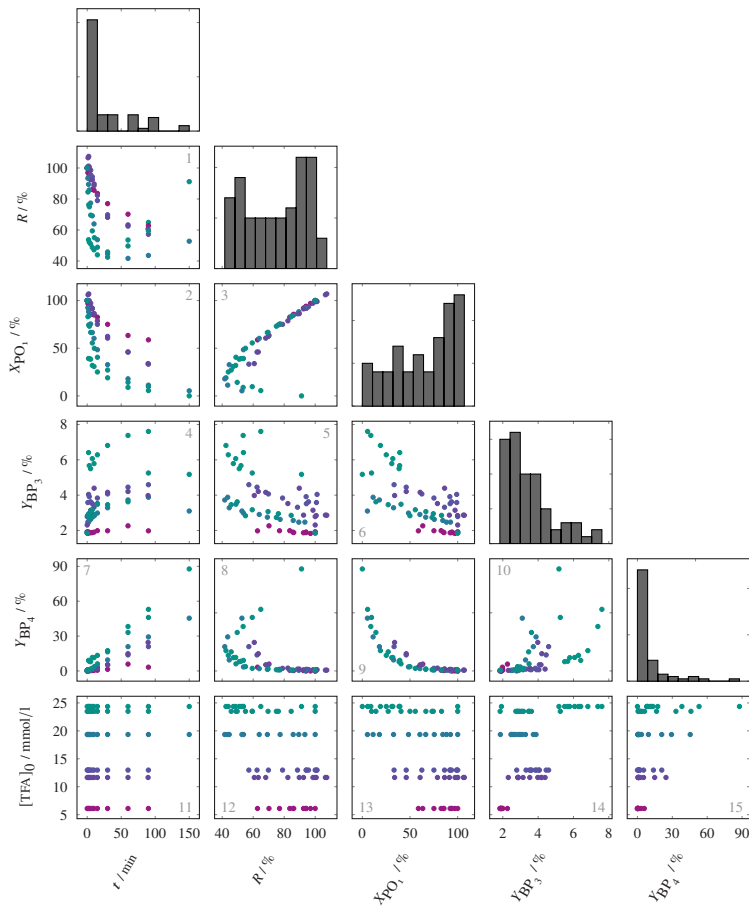 1
R / %
100
80
60
40
2
3
X_PO₁ / %
100
50
0
4
5
6
Y_BP₃ / %
8
6
4
2
7
8
9
10
Y_BP₄ / %
90
60
30
0
[TFA]₀ / mmol/l
25
20
15
10
5
11
12
13
14
15
0 50 100 150
40 60 80 100
0 50 100
2 4 6 8
0 30 60 90
t / min
R / %
X_PO₁ / %
Y_BP₃ / %
Y_BP₄ / %